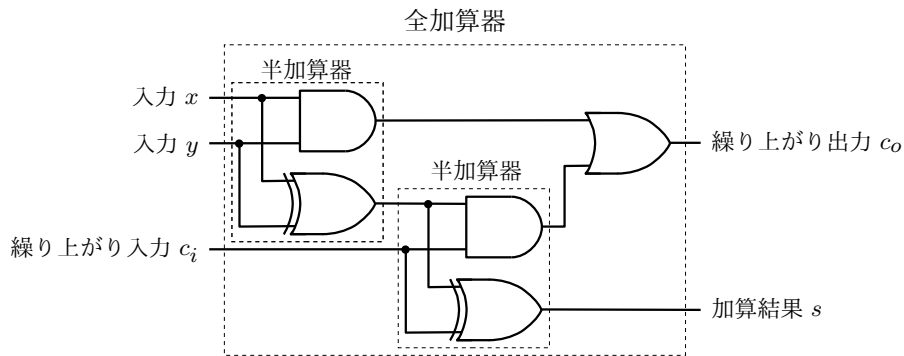 全加算器
半加算器
入力 x
入力 y
繰り上がり出力 c_o
半加算器
繰り上がり入力 c_i
加算結果 s